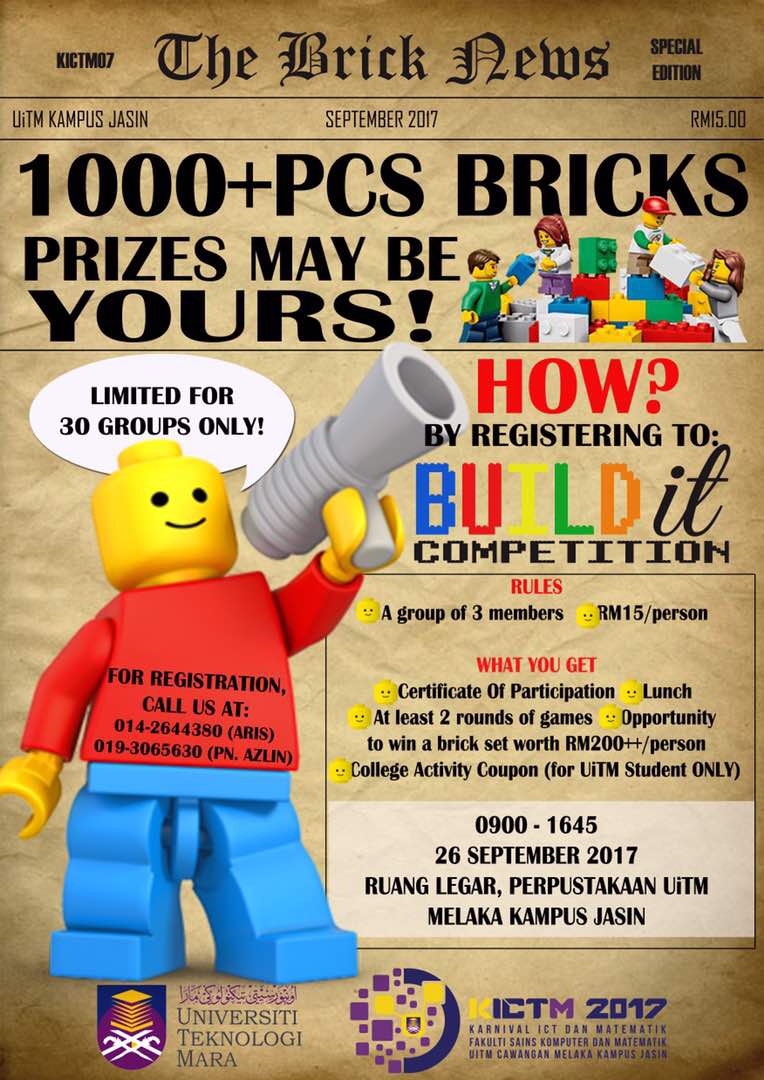 KICTM07
The Brick News
SPECIAL
EDITION
UiTM KAMPUS JASIN
SEPTEMBER 2017
RM15.00
1000+PCS BRICKS
PRIZES MAY BE
YOURS!
LIMITED FOR
30 GROUPS ONLY!
HOW?
BY REGISTERING TO:
BUILD it
COMPETITION
RULES
A group of 3 members RM15/person
WHAT YOU GET
Certificate Of Participation Lunch
At least 2 rounds of games Opportunity
to win a brick set worth RM200++/person
College Activity Coupon (for UiTM Student ONLY)
FOR REGISTRATION,
CALL US AT:
014-2644380 (ARIS)
019-3065630 (PN. AZLIN)
0900 - 1645
26 SEPTEMBER 2017
RUANG LEGAR, PERPUSTAKAAN UiTM
MELAKA KAMPUS JASIN
اونيورسيتي تيكنولوڬي مارا
UNIVERSITI
TEKNOLOGI
MARA
KICTM 2017
KARNIVAL ICT DAN MATEMATIK
FAKULTI SAINS KOMPUTER DAN MATEMATIK
UITM CAWANGAN MELAKA KAMPUS JASIN